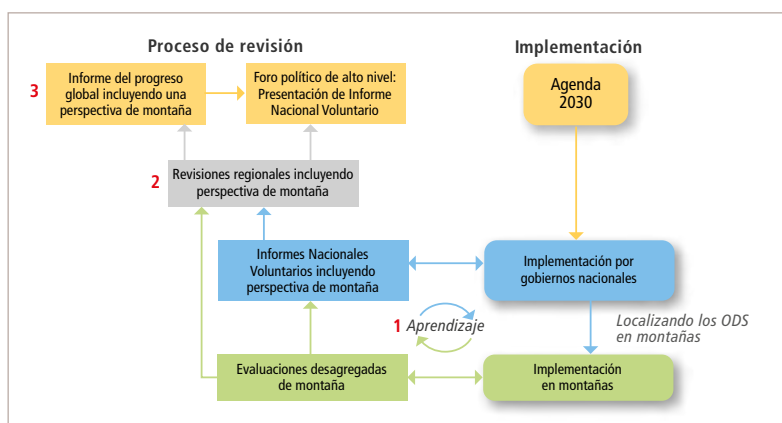 Proceso de revisión
Implementación
3
Informe del progreso
global incluyendo una
perspectiva de montaña
Foro político de alto nivel:
Presentación de Informe
Nacional Voluntario
Agenda
2030
2
Revisiones regionales incluyendo
perspectiva de montaña
Informes Nacionales
Voluntarios incluyendo
perspectiva de montaña
Implementación por
gobiernos nacionales
1 Aprendizaje
Localizando los ODS
en montañas
Evaluaciones desagregadas
de montaña
Implementación
en montañas